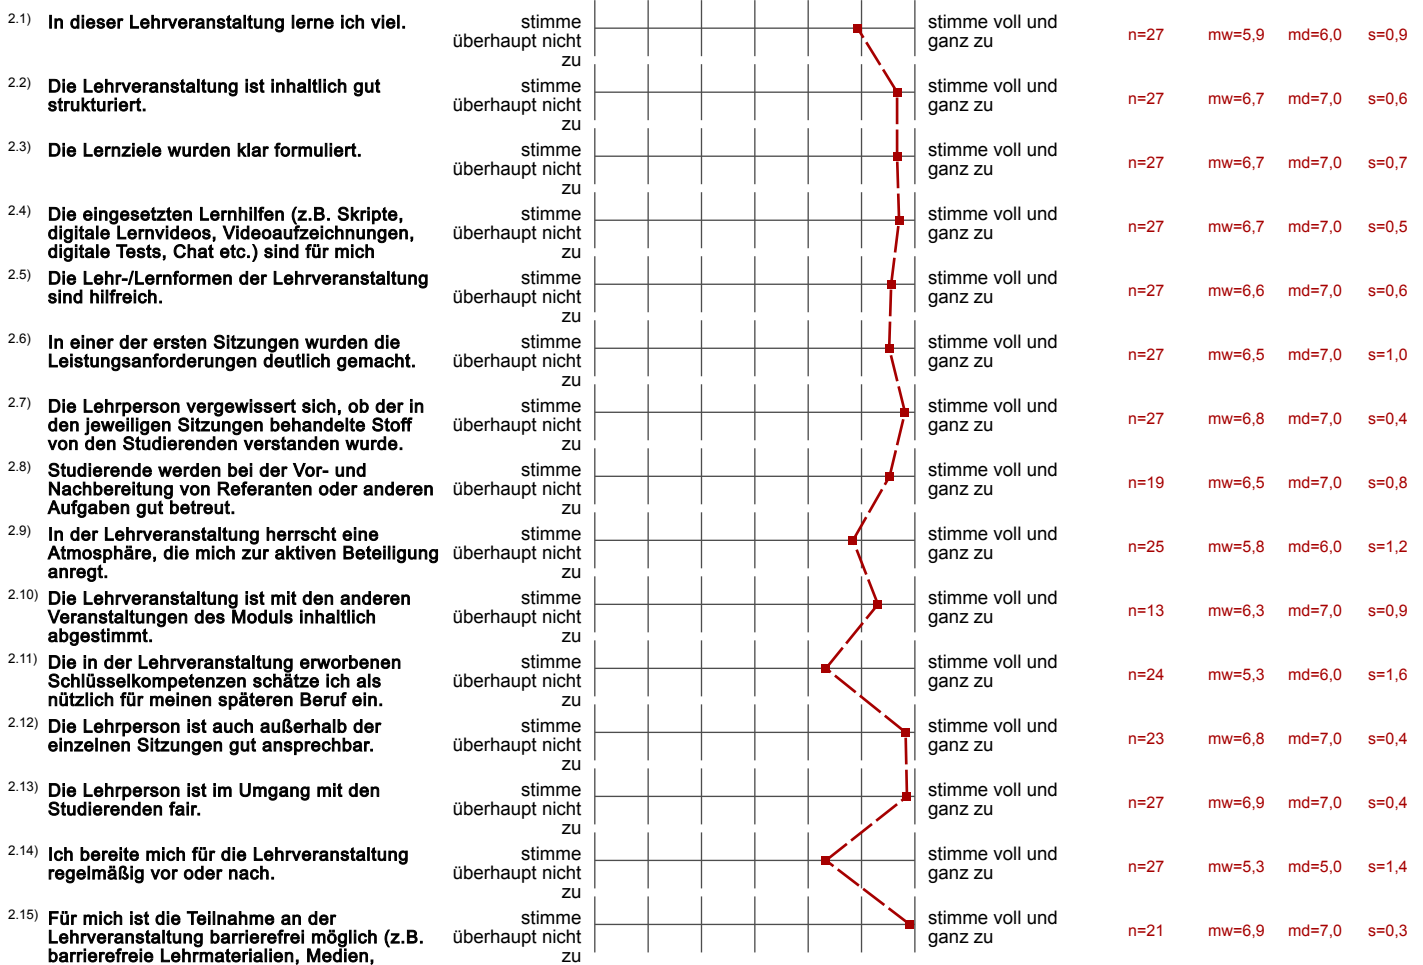 2.1) In dieser Lehrveranstaltung lerne ich viel. stimme stimme voll und
überhaupt nicht ganz zu n=27 mw=5,9 md=6,0 s=0,9
zu
2.2) Die Lehrveranstaltung ist inhaltlich gut stimme stimme voll und
strukturiert. überhaupt nicht ganz zu n=27 mw=6,7 md=7,0 s=0,6
zu
2.3) Die Lernziele wurden klar formuliert. stimme stimme voll und
überhaupt nicht ganz zu n=27 mw=6,7 md=7,0 s=0,7
zu
2.4) Die eingesetzten Lernhilfen (z.B. Skripte, stimme stimme voll und
digitale Lernvideos, Videoaufzeichnungen, überhaupt nicht ganz zu n=27 mw=6,7 md=7,0 s=0,5
digitale Tests, Chat etc.) sind für mich zu
2.5) Die Lehr-/Lernformen der Lehrveranstaltung stimme stimme voll und
sind hilfreich. überhaupt nicht ganz zu n=27 mw=6,6 md=7,0 s=0,6
zu
2.6) In einer der ersten Sitzungen wurden die stimme stimme voll und
Leistungsanforderungen deutlich gemacht. überhaupt nicht ganz zu n=27 mw=6,5 md=7,0 s=1,0
zu
2.7) Die Lehrperson vergewissert sich, ob der in stimme stimme voll und
den jeweiligen Sitzungen behandelte Stoff überhaupt nicht ganz zu n=27 mw=6,8 md=7,0 s=0,4
von den Studierenden verstanden wurde. zu
2.8) Studierende werden bei der Vor- und stimme stimme voll und
Nachbereitung von Referanten oder anderen überhaupt nicht ganz zu n=19 mw=6,5 md=7,0 s=0,8
Aufgaben gut betreut. zu
2.9) In der Lehrveranstaltung herrscht eine stimme stimme voll und
Atmosphäre, die mich zur aktiven Beteiligung überhaupt nicht ganz zu n=25 mw=5,8 md=6,0 s=1,2
anregt. zu
2.10) Die Lehrveranstaltung ist mit den anderen stimme stimme voll und
Veranstaltungen des Moduls inhaltlich überhaupt nicht ganz zu n=13 mw=6,3 md=7,0 s=0,9
abgestimmt. zu
2.11) Die in der Lehrveranstaltung erworbenen stimme stimme voll und
Schlüsselkompetenzen schätze ich als überhaupt nicht ganz zu n=24 mw=5,3 md=6,0 s=1,6
nützlich für meinen späteren Beruf ein. zu
2.12) Die Lehrperson ist auch außerhalb der stimme stimme voll und
einzelnen Sitzungen gut ansprechbar. überhaupt nicht ganz zu n=23 mw=6,8 md=7,0 s=0,4
zu
2.13) Die Lehrperson ist im Umgang mit den stimme stimme voll und
Studierenden fair. überhaupt nicht ganz zu n=27 mw=6,9 md=7,0 s=0,4
zu
2.14) Ich bereite mich für die Lehrveranstaltung stimme stimme voll und
regelmäßig vor oder nach. überhaupt nicht ganz zu n=27 mw=5,3 md=5,0 s=1,4
zu
2.15) Für mich ist die Teilnahme an der stimme stimme voll und
Lehrveranstaltung barrierefrei möglich (z.B. überhaupt nicht ganz zu n=21 mw=6,9 md=7,0 s=0,3
barrierefreie Lehrmaterialien, Medien, zu